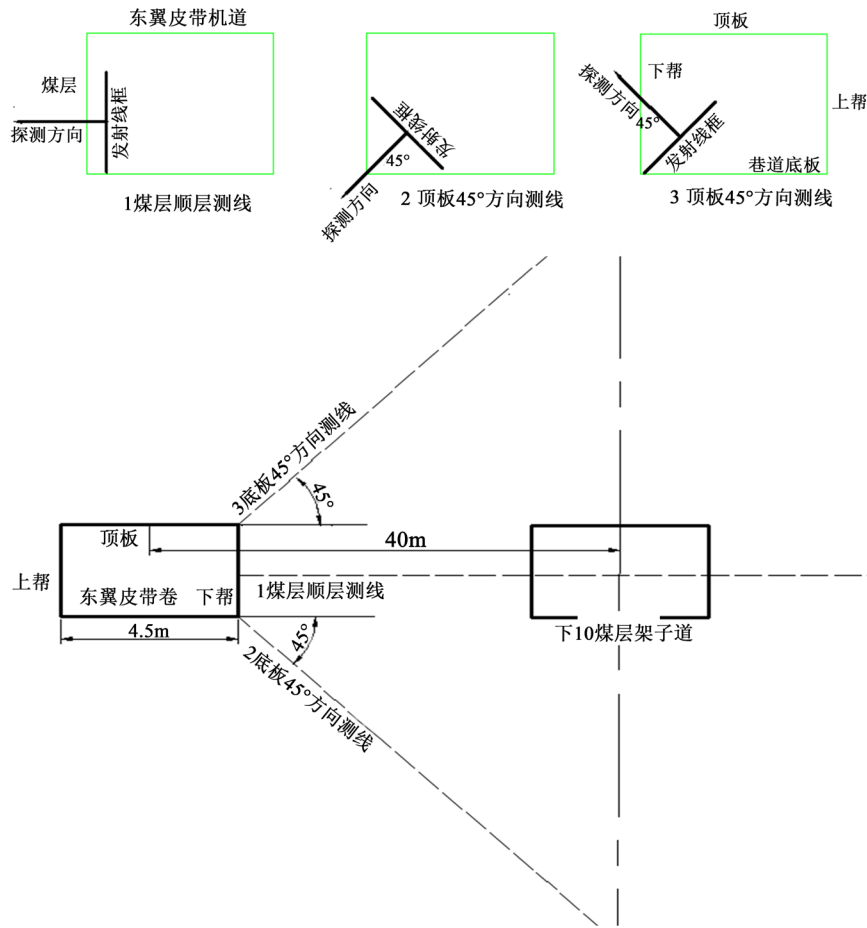 东翼皮带机道
煤层
探测方向
发射线框
1煤层顺层测线
发射线框
45°
探测方向
2 顶板45°方向测线
顶板
下帮
上帮
探测方向
45°
发射线框
巷道底板
3 顶板45°方向测线
3底板45°方向测线
45°
顶板
40m
上帮
东翼皮带卷
下帮
1煤层顺层测线
4.5m
45°
2底板45°方向测线
下10煤层架子道